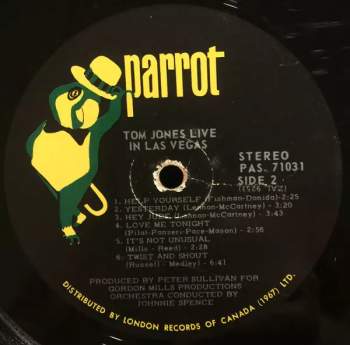 parrot
TOM JONES LIVE
IN LAS VEGAS
STEREO
PAS. 71031
SIDE 2
(1526 IVZ)
1. HELP YOURSELF (Fishman-Donida)-2:25
2. YESTERDAY (Lennon-McCartney) - 3:20
3. HEY JUDE (Lennon-McCartney) - 3:43
4. LOVE ME TONIGHT
(Pilat-Panzeri-Pace-Mason) - 2:56
5. IT'S NOT UNUSUAL
(Mills - Reed) - 2:08
6. TWIST AND SHOUT
(Russell - Medley) - 6:41
PRODUCED BY PETER SULLIVAN FOR
GORDON MILLS PRODUCTIONS
ORCHESTRA CONDUCTED BY
JOHNNIE SPENCE
DISTRIBUTED BY LONDON RECORDS OF CANADA (1967) LTD.